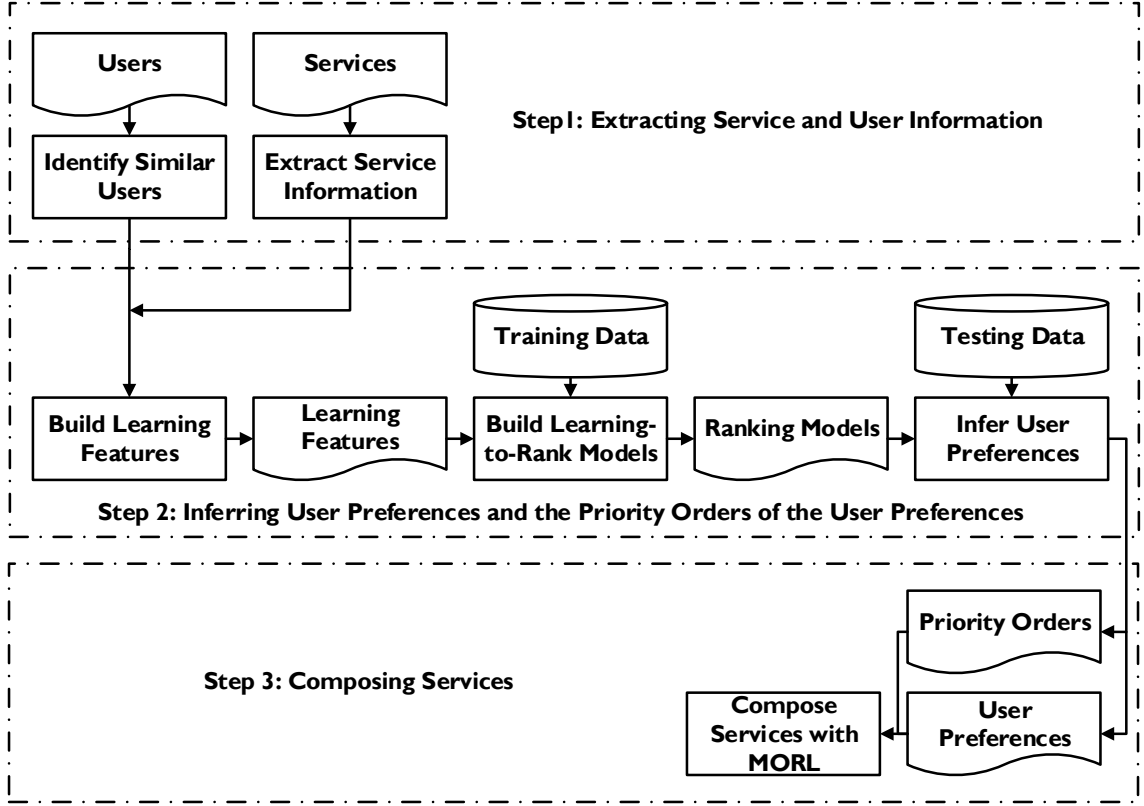 Users
Services
Step1: Extracting Service and User Information
Identify Similar
Users
Extract Service
Information
Training Data
Testing Data
Build Learning
Features
Learning
Features
Build Learning-
to-Rank Models
Ranking Models
Infer User
Preferences
Step 2: Inferring User Preferences and the Priority Orders of the User Preferences
Priority Orders
Step 3: Composing Services
Compose
Services with
MORL
User
Preferences